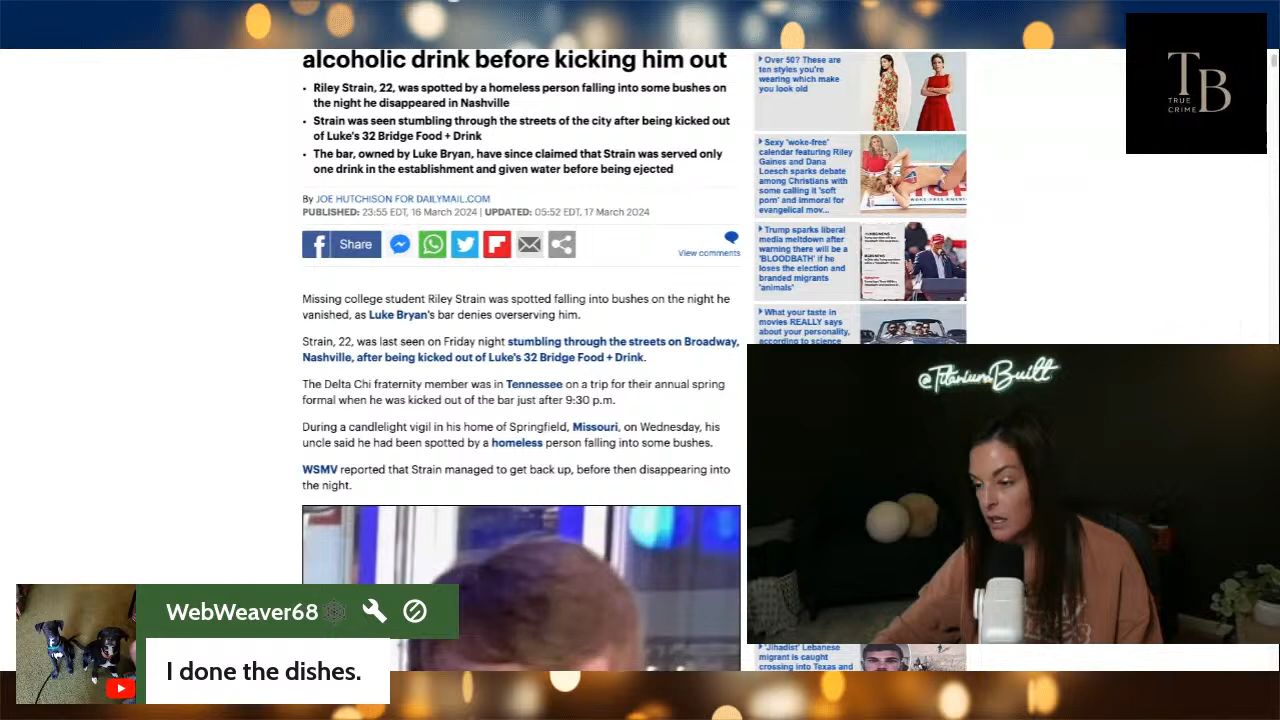 alcoholic drink before kicking him out
• Riley Strain, 22, was spotted by a homeless person falling into some bushes on
the night he disappeared in Nashville
• Strain was seen stumbling through the streets of the city after being kicked out
of Luke's 32 Bridge Food + Drink
• The bar, owned by Luke Bryan, have since claimed that Strain was served only
one drink in the establishment and given water before being ejected
By JOE HUTCHISON FOR DAILYMAIL.COM
PUBLISHED: 23:55 EDT, 16 March 2024 | UPDATED: 05:52 EDT, 17 March 2024
Share
View comments
Missing college student Riley Strain was spotted falling into bushes on the night he
vanished, as Luke Bryan's bar denies overserving him.
Strain, 22, was last seen on Friday night stumbling through the streets on Broadway,
Nashville, after being kicked out of Luke's 32 Bridge Food + Drink.
The Delta Chi fraternity member was in Tennessee on a trip for their annual spring
formal when he was kicked out of the bar just after 9:30 p.m.
During a candlelight vigil in his home of Springfield, Missouri, on Wednesday, his
uncle said he had been spotted by a homeless person falling into some bushes.
WSMV reported that Strain managed to get back up, before then disappearing into
the night.
Over 50? These are
ten styles you're
wearing which make
you look old
Sexy 'woke-free'
calendar featuring Riley
Gaines and Dana
Loesch sparks debate
among Christians with
some calling it 'soft
porn' and immoral for
evangelical mov...
Trump sparks liberal
media meltdown after
warning there will be a
'BLOODBATH' if he
loses the election and
branded migrants
'animals'
What your taste in
movies REALLY says
about your personality,
according to science
'Jihadist' Lebanese
migrant is caught
crossing into Texas and
TB
TRUE
CRIME
@TitaniumBuilt
WebWeaver68
I done the dishes.